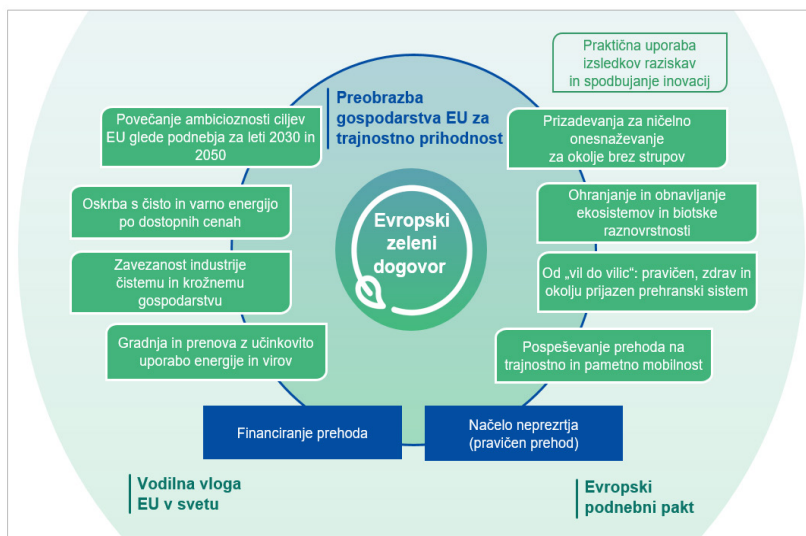 Praktična uporaba
izsledkov raziskav
in spodbujanje inovacij
Preobrazba
gospodarstva EU za
trajnostno prihodnost
Povečanje ambicioznosti ciljev
EU glede podnebja za leti 2030 in
2050
Prizadevanja za ničelno
onesnaževanje
za okolje brez strupov
Oskrba s čisto in varno energijo
po dostopnih cenah
Ohranjanje in obnavljanje
ekosistemov in biotske
raznovrstnosti
Evropski
zeleni
dogovor
Zavezanost industrije
čistemu in krožnemu
gospodarstvu
Od „vil do vilic“: pravičen, zdrav in
okolju prijazen prehranski sistem
Gradnja in prenova z učinkovito
uporabo energije in virov
Pospeševanje prehoda na
trajnostno in pametno mobilnost
Financiranje prehoda
Načelo neprezrtja
(pravičen prehod)
Vodilna vloga
EU v svetu
Evropski
podnebni pakt